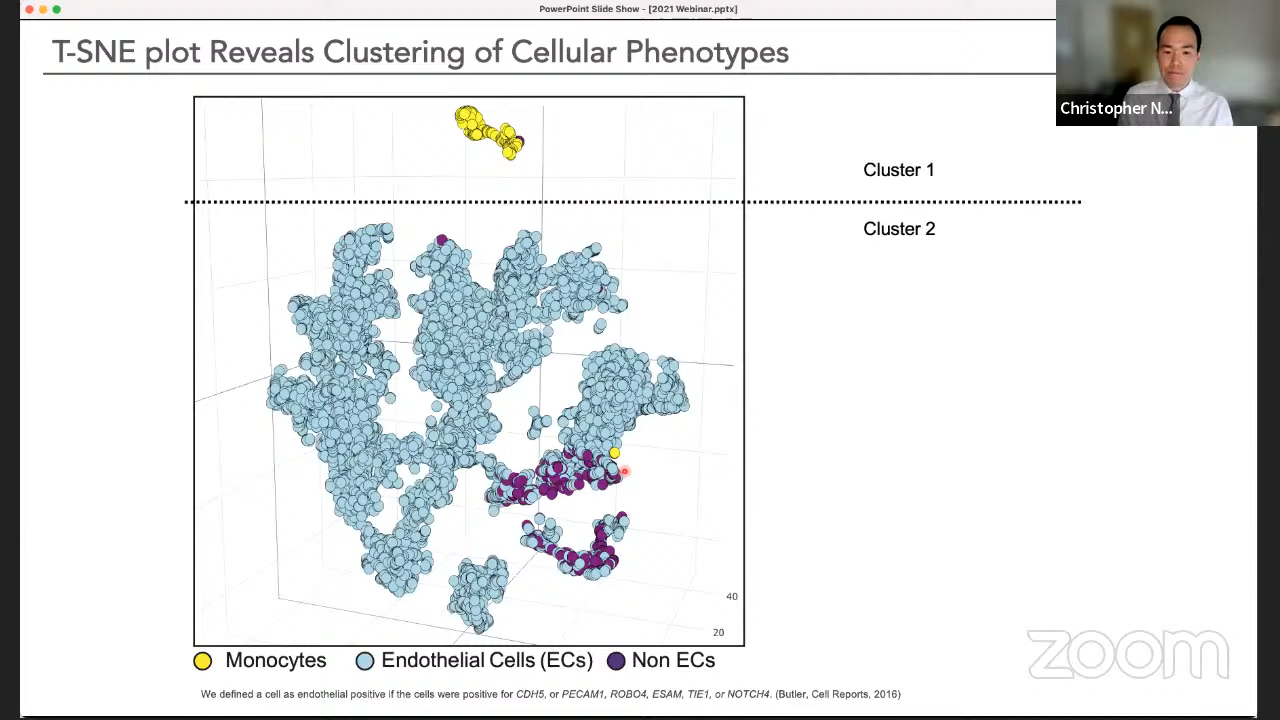 PowerPoint Slide Show - [2021 Webinar.pptx]
T-SNE plot Reveals Clustering of Cellular Phenotypes
Christopher N...
Cluster 1
Cluster 2
40
20
Monocytes Endothelial Cells (ECs) Non ECs
We defined a cell as endothelial positive if the cells were positive for CDH5, or PECAM1, ROBO4, ESAM, TIE1, or NOTCH4. (Butler, Cell Reports, 2016)
zoom